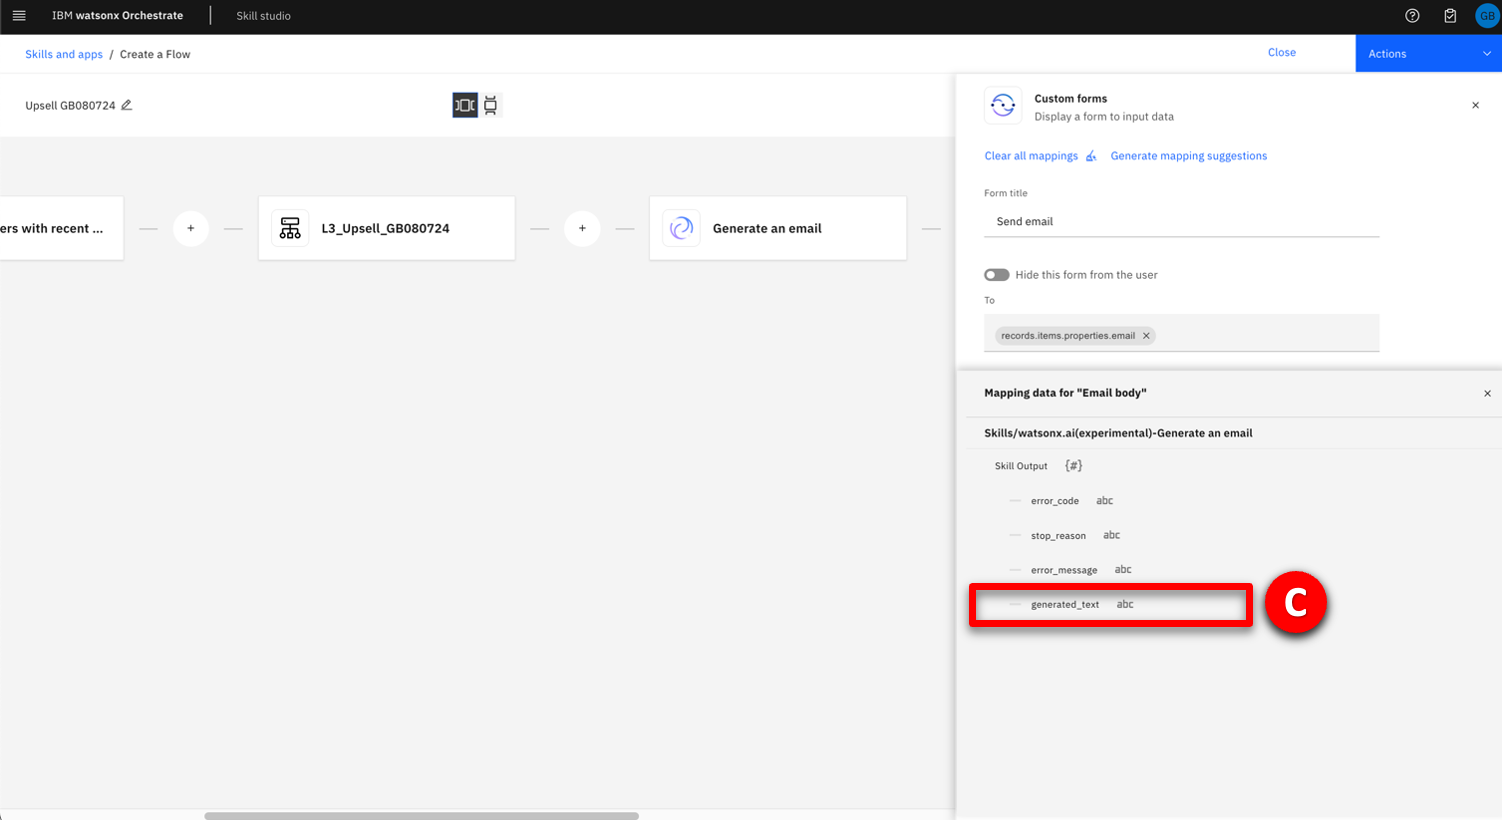 IBM watsonx Orchestrate
Skill studio
GB
Skills and apps / Create a Flow
Close
Actions
Upsell GB080724
ers with recent ...
+
L3_Upsell_GB080724
+
Generate an email
Custom forms
Display a form to input data
Clear all mappings
Generate mapping suggestions
Form title
Send email
Hide this form from the user
To
records.items.properties.email
Mapping data for "Email body"
Skills/watsonx.ai(experimental)-Generate an email
Skill Output {#}
error_code abc
stop_reason abc
error_message abc
generated_text abc
C